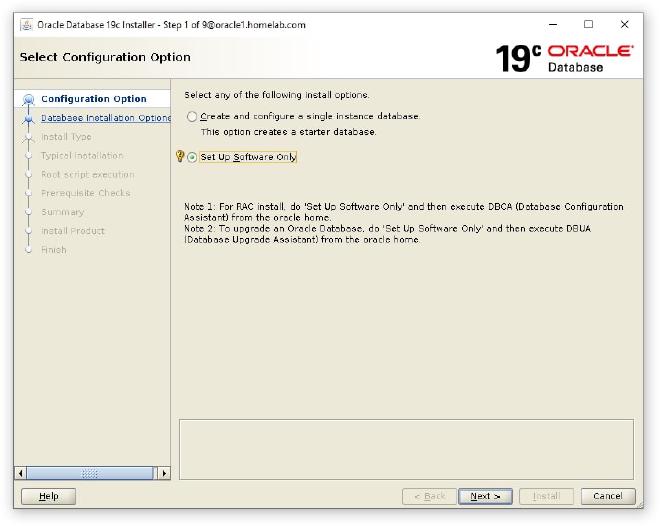 Oracle Database 19c Installer - Step 1 of 9@oracle1.homelab.com
Select Configuration Option
19c ORACLE
Database
Configuration Option
Database Installation Options
Install Type
Typical Installation
Root script execution
Prerequisite Checks
Summary
Install Product
Finish
Select any of the following install options.
Create and configure a single instance database.
This option creates a starter database.
Set Up Software Only
Note 1: For RAC install, do 'Set Up Software Only' and then execute DBCA (Database Configuration
Assistant) from the oracle home.
Note 2: To upgrade an Oracle Database, do 'Set Up Software Only' and then execute DBUA
(Database Upgrade Assistant) from the oracle home.
Help
< Back
Next >
Install
Cancel